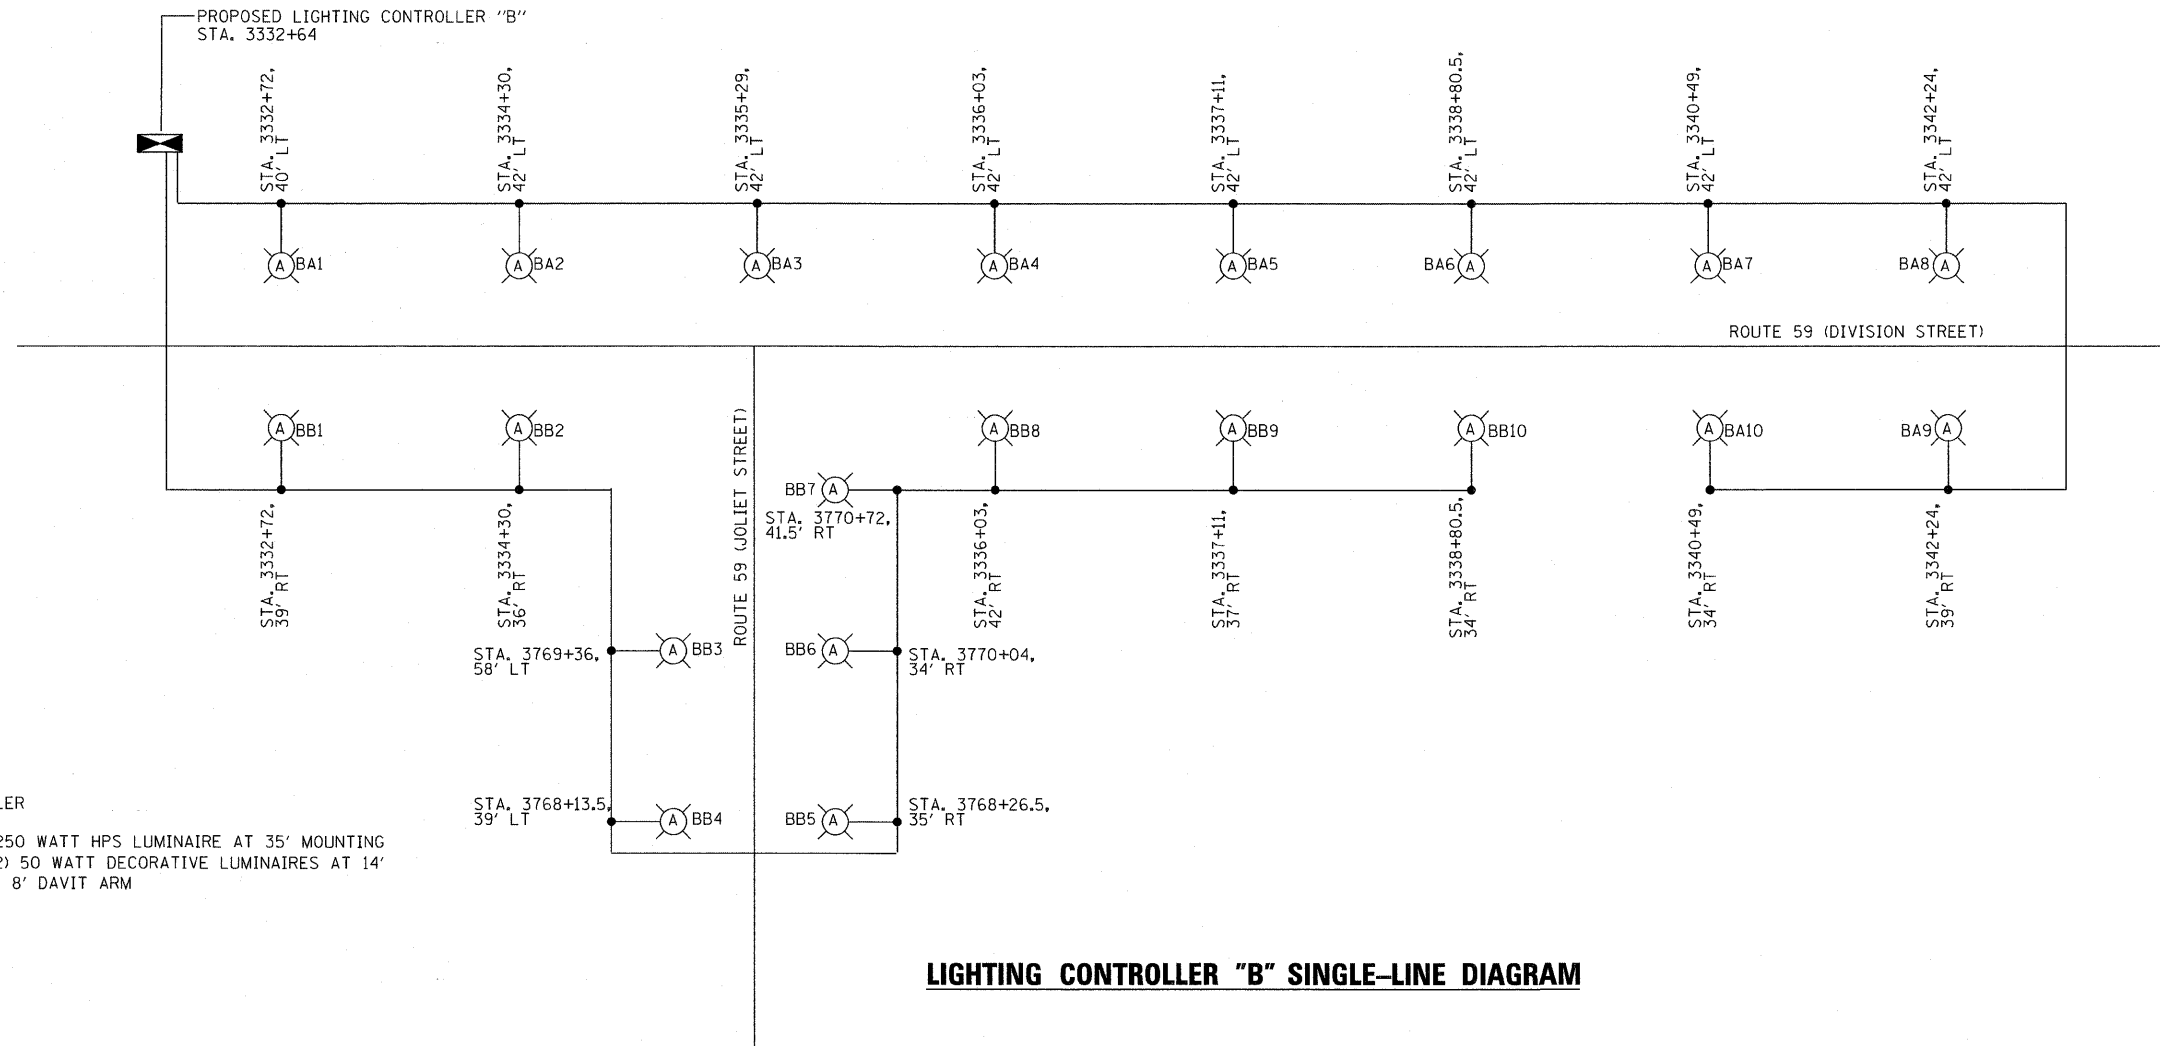 PROPOSED LIGHTING CONTROLLER "B"
STA. 3332+64
STA. 3332+72,
40' LT
STA. 3334+30,
42' LT
STA. 3335+29,
42' LT
STA. 3336+03,
42' LT
STA. 3337+11,
42' LT
STA. 3338+80.5,
42' LT
STA. 3340+49,
42' LT
STA. 3342+24,
42' LT
A BA1
A BA2
A BA3
A BA4
A BA5
BA6 A
A BA7
BA8 A
ROUTE 59 (DIVISION STREET)
A BB1
A BB2
A BB8
A BB9
A BB10
A BA10
BA9 A
ROUTE 59 (JOLIET STREET)
BB7 A
STA. 3770+72,
41.5' RT
STA. 3332+72,
39' RT
STA. 3334+30,
36' RT
STA. 3336+03,
42' RT
STA. 3337+11,
37' RT
STA. 3338+80.5,
34' RT
STA. 3340+49,
34' RT
STA. 3342+24,
39' RT
STA. 3769+36,
58' LT
A BB3
BB6 A
STA. 3770+04,
34' RT
STA. 3768+13.5,
39' LT
A BB4
BB5 A
STA. 3768+26.5,
35' RT
LER
250 WATT HPS LUMINAIRE AT 35' MOUNTING
2) 50 WATT DECORATIVE LUMINAIRES AT 14'
8' DAVIT ARM
LIGHTING CONTROLLER "B" SINGLE-LINE DIAGRAM